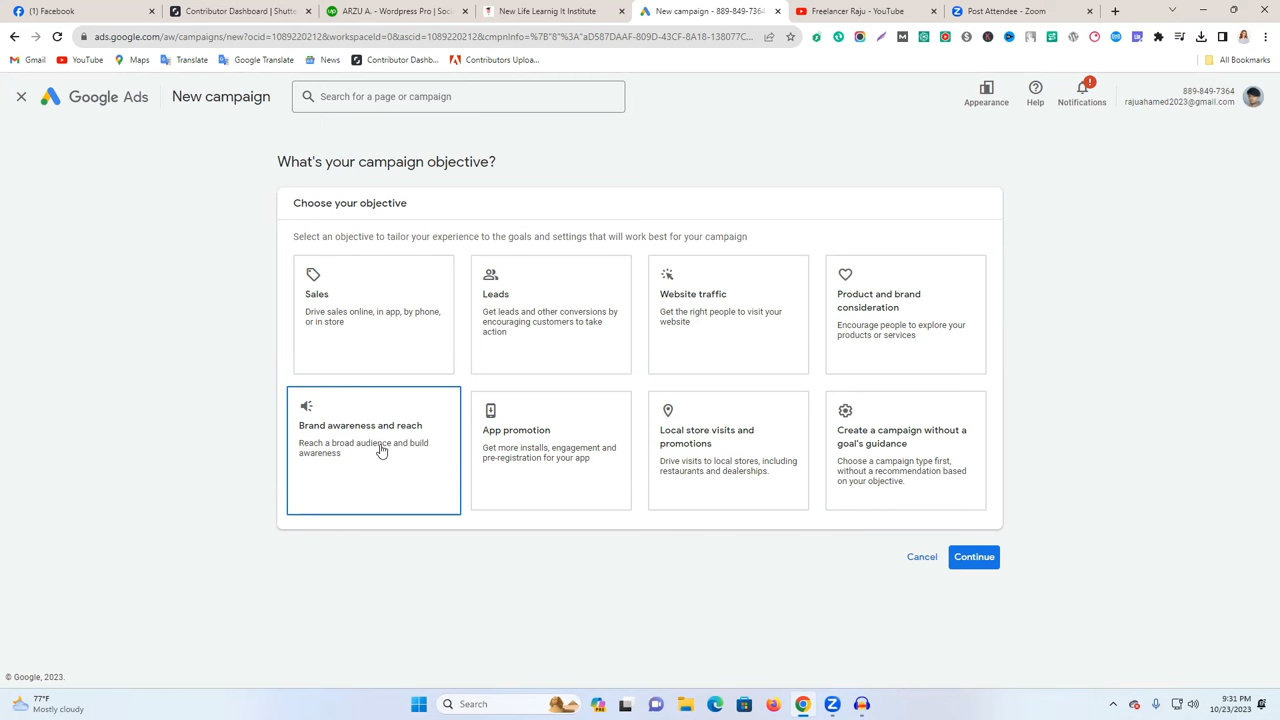 (1) Facebook
Contributor Dashboard | Shutte
ARZU A. - Wordpress Pro | Soci
New Life Learnig It Institute
New campaign - 889-849-7364
Freelancer Raju - YouTube
Post Attendee - Zoom
ads.google.com/aw/campaigns/new?ocid=1089220212&workspaceId=0&ascid=1089220212&cmpnInfo=%7B"8"%3A"aD587DAAF-809D-43CF-8A18-138077C...
Gmail
YouTube
Maps
Translate
Google Translate
News
Contributor Dashb...
Contributors Uploa...
All Bookmarks
Google Ads
New campaign
Search for a page or campaign
Appearance
Help
Notifications
889-849-7364
rajuahamed2023@gmail.com
What's your campaign objective?
Choose your objective
Select an objective to tailor your experience to the goals and settings that will work best for your campaign
Sales
Drive sales online, in app, by phone,
or in store
Leads
Get leads and other conversions by
encouraging customers to take
action
Website traffic
Get the right people to visit your
website
Product and brand
consideration
Encourage people to explore your
products or services
Brand awareness and reach
Reach a broad audience and build
awareness
App promotion
Get more installs, engagement and
pre-registration for your app
Local store visits and
promotions
Drive visits to local stores, including
restaurants and dealerships.
Create a campaign without a
goal's guidance
Choose a campaign type first,
without a recommendation based
on your objective.
Cancel
Continue
© Google, 2023.
77°F
Mostly cloudy
Search
9:31 PM
10/23/2023